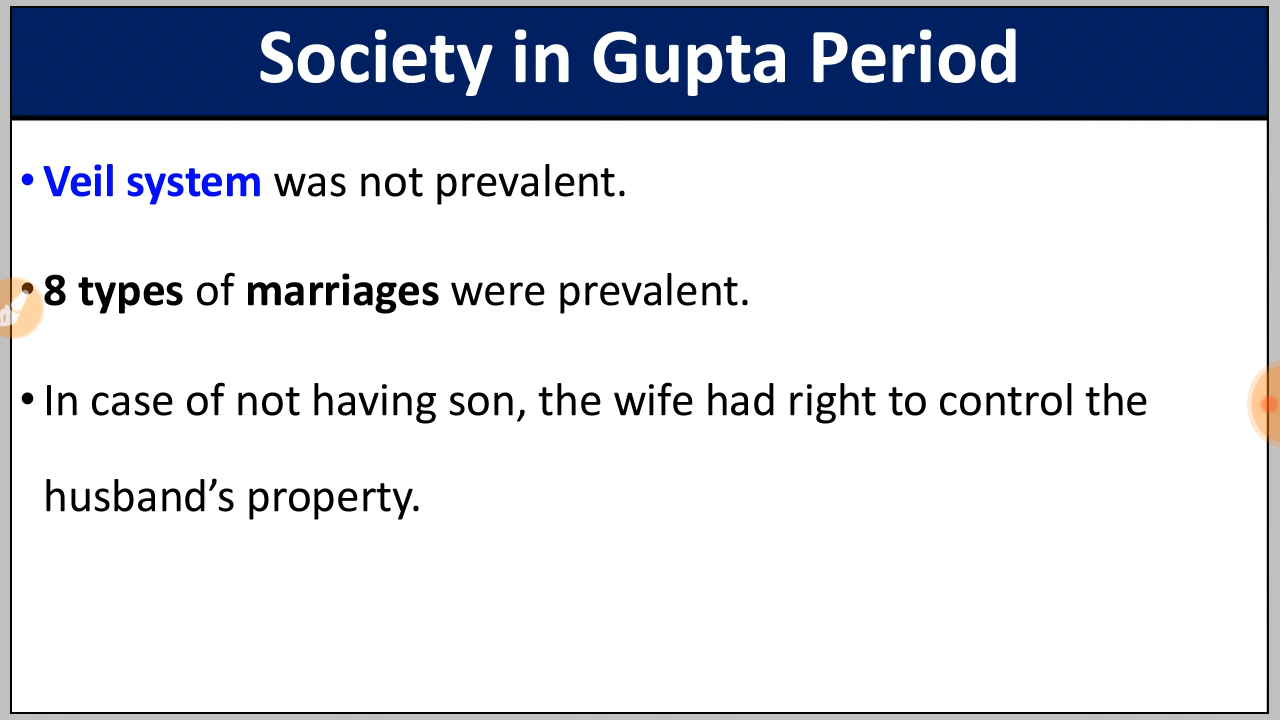 Society in Gupta Period
• Veil system was not prevalent.
• 8 types of marriages were prevalent.
• In case of not having son, the wife had right to control the
husband’s property.